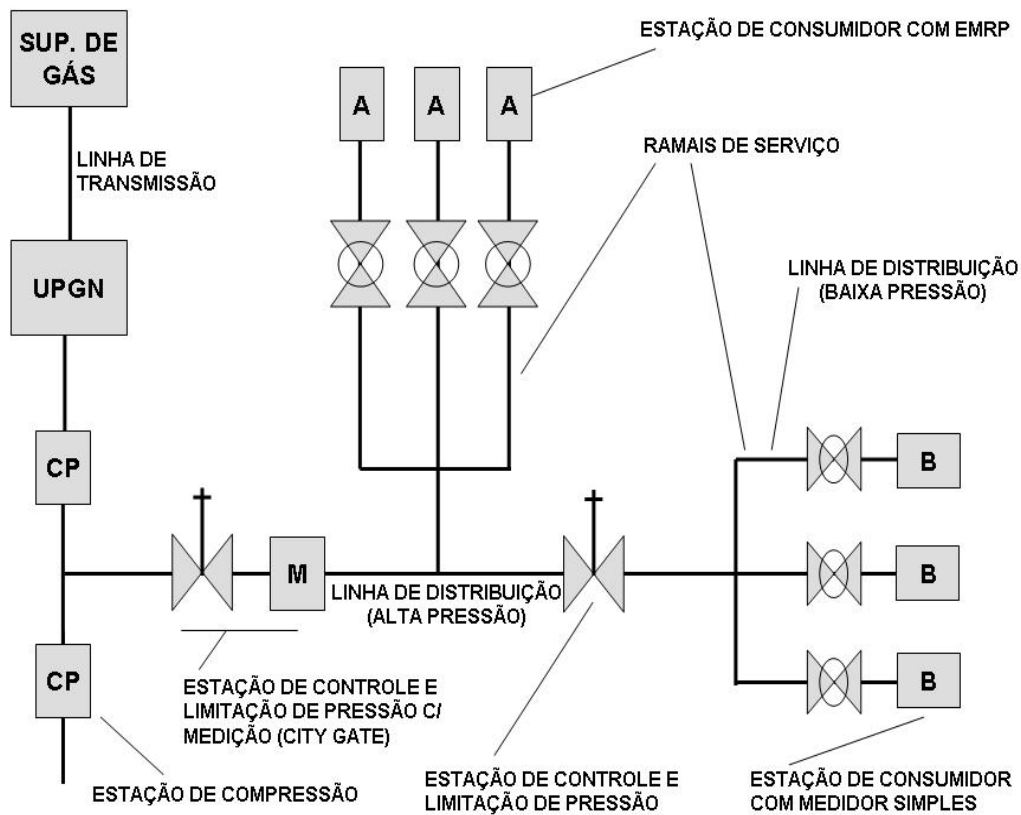 SUP. DE
GÁS
LINHA DE
TRANSMISSÃO
UPGN
CP
CP
ESTAÇÃO DE COMPRESSÃO
M
ESTAÇÃO DE CONTROLE E
LIMITAÇÃO DE PRESSÃO C/
MEDIÇÃO (CITY GATE)
LINHA DE DISTRIBUIÇÃO
(ALTA PRESSÃO)
A
A
A
ESTAÇÃO DE CONSUMIDOR COM EMRP
RAMAIS DE SERVIÇO
LINHA DE DISTRIBUIÇÃO
(BAIXA PRESSÃO)
B
B
B
ESTAÇÃO DE CONTROLE E
LIMITAÇÃO DE PRESSÃO
ESTAÇÃO DE CONSUMIDOR
COM MEDIDOR SIMPLES